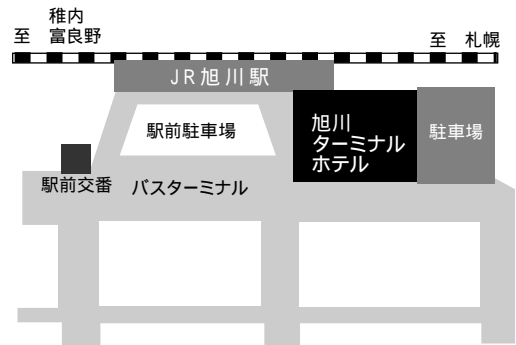 稚内
至 富良野
至 札幌
JR旭川駅
駅前駐車場
旭川
ターミナル
ホテル
駐車場
駅前交番
バスターミナル